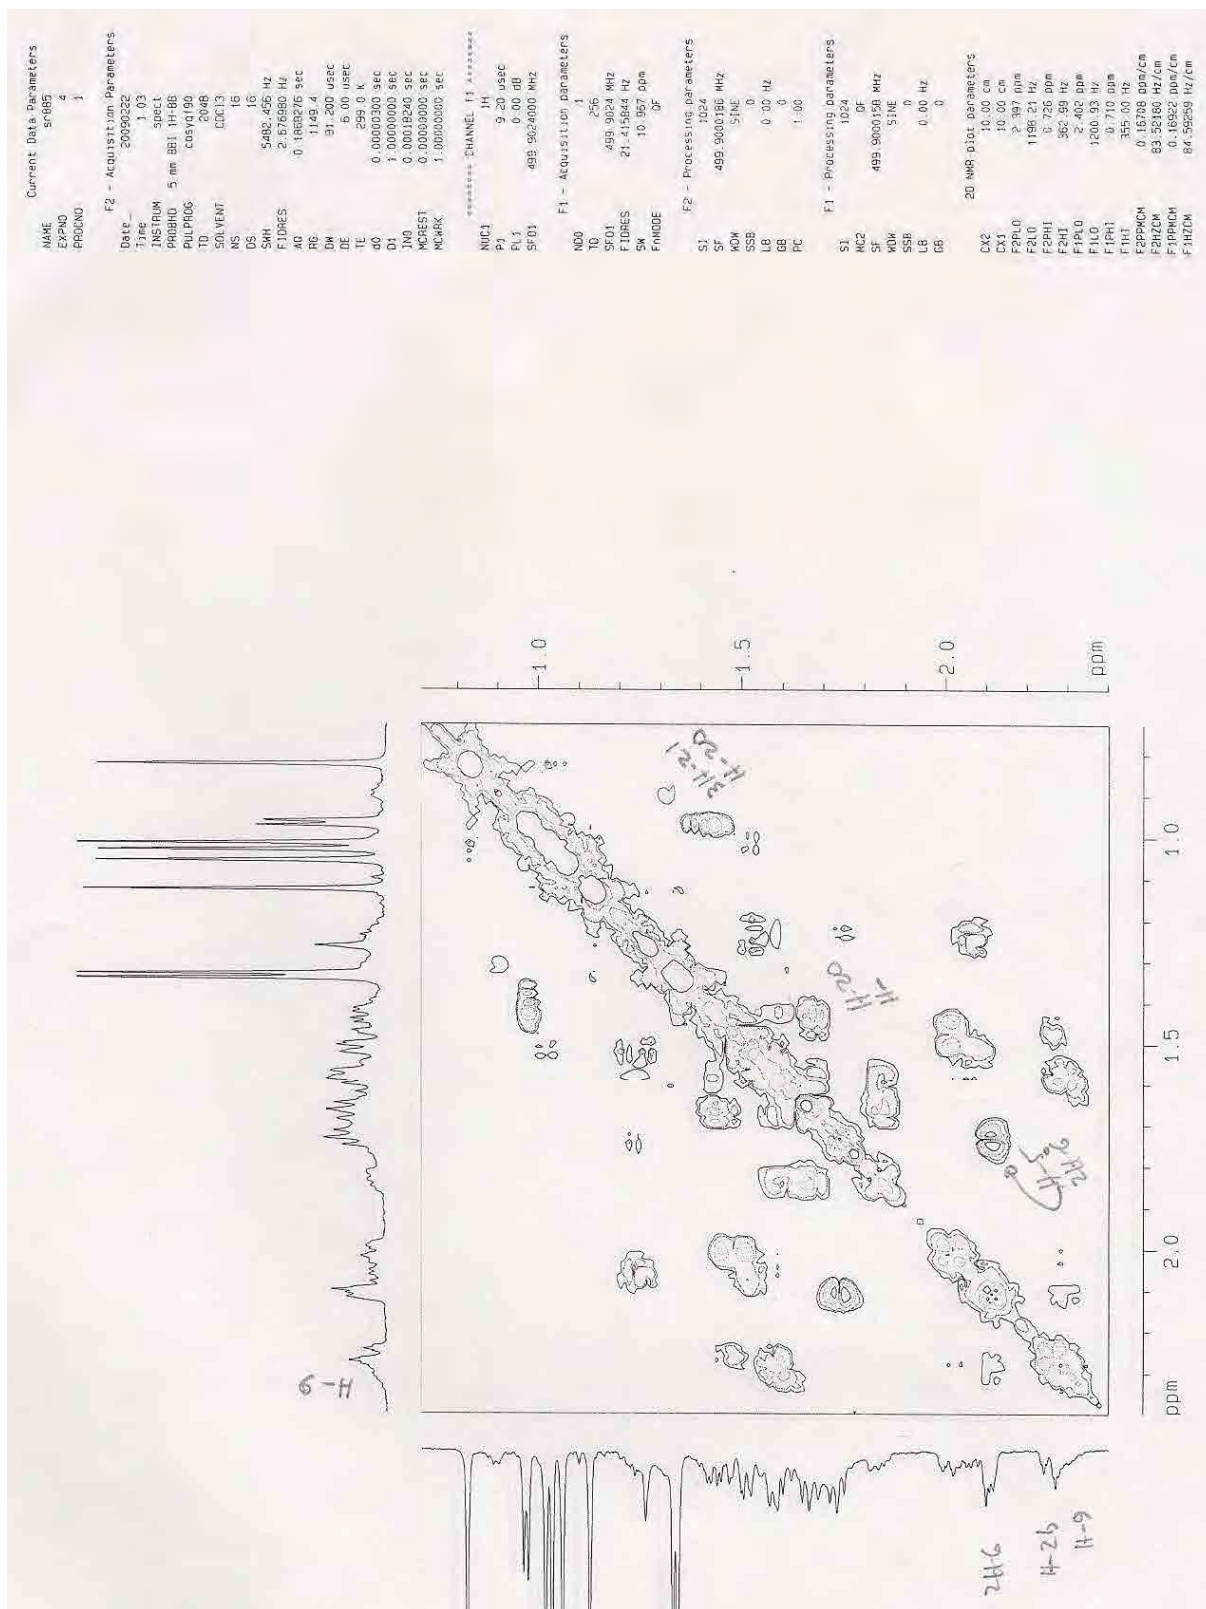 Current Data Parameters
NAME sr885
EXPNO 4
PROCNO 1
F2 - Acquisition Parameters
Date_ 20090222
Time 1.03
INSTRUM spect
PROBHD 5 mm BBI 1H-BB
PULPROG cosyqf90
TD 2048
SOLVENT CDCl3
NS 16
DS 16
SWH 5482.456 Hz
FIDRES 2.676980 Hz
AQ 0.1868276 sec
RG 1149.4
DW 91.200 usec
DE 6.00 usec
TE 299.0 K
d0 0.00000300 sec
D1 1.00000000 sec
IN0 0.00018240 sec
MCREST 0.00000000 sec
MCWRK 1.00000000 sec
======== CHANNEL f1 ========
NUC1 1H
P1 9.20 usec
PL1 0.00 dB
SFO1 499.9024000 MHz
F1 - Acquisition parameters
ND0 1
TD 256
SFO1 499.9024 MHz
FIDRES 21.415844 Hz
SW 10.967 ppm
FnMODE QF
F2 - Processing parameters
SI 1024
SF 499.9000186 MHz
WDW SINE
SSB 0
LB 0.00 Hz
GB 0
PC 1.00
F1 - Processing parameters
SI 1024
MC2 QF
SF 499.9000158 MHz
WDW SINE
SSB 0
LB 0.00 Hz
GB 0
2D NMR plot parameters
CX2 10.00 cm
CX1 10.00 cm
F2PLO 2.397 ppm
F2LO 1198.21 Hz
F2PHI 0.726 ppm
F2HI 362.99 Hz
F1PLO 2.402 ppm
F1LO 1200.93 Hz
F1PHI 0.710 ppm
F1HI 355.00 Hz
F2PPMCM 0.16708 ppm/cm
F2HZCM 83.52180 Hz/cm
F1PPMCM 0.16922 ppm/cm
F1HZCM 84.59259 Hz/cm
1.0
1.5
2.0
ppm
3H-21
H-20
H-20
H-
2H-6
H-9
ppm
2.0
1.5
1.0
2H-6
H-2b
H-9